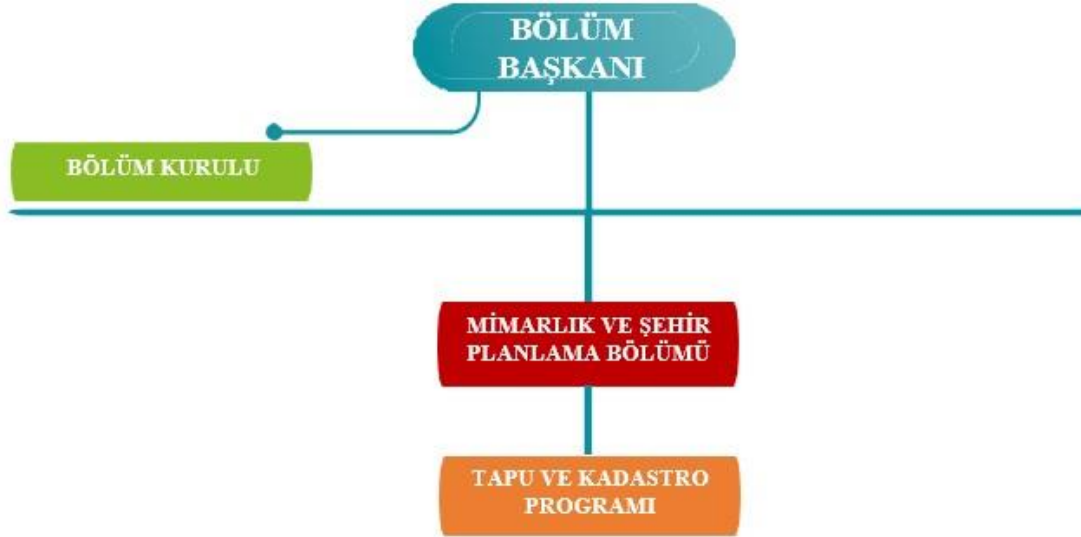 BÖLÜM
BAŞKANI
BÖLÜM KURULU
MİMARLIK VE ŞEHİR
PLANLAMA BÖLÜMÜ
TAPU VE KADASTRO
PROGRAMI